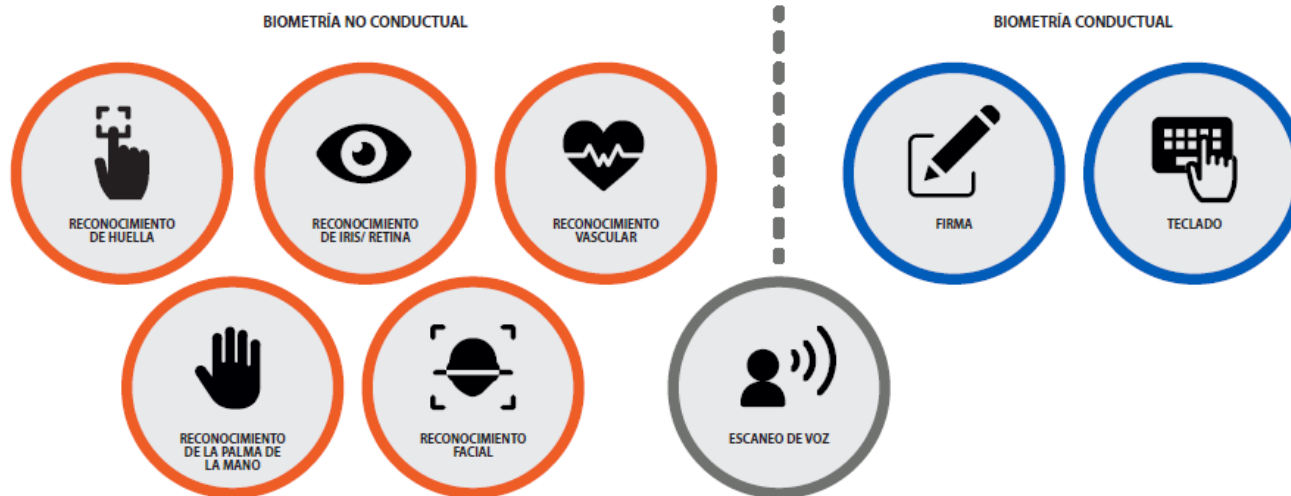 BIOMETRÍA NO CONDUCTUAL
BIOMETRÍA CONDUCTUAL
RECONOCIMIENTO
DE HUELLA
RECONOCIMIENTO
DE IRIS/ RETINA
RECONOCIMIENTO
VASCULAR
FIRMA
TECLADO
RECONOCIMIENTO
DE LA PALMA DE
LA MANO
RECONOCIMIENTO
FACIAL
ESCANEO DE VOZ